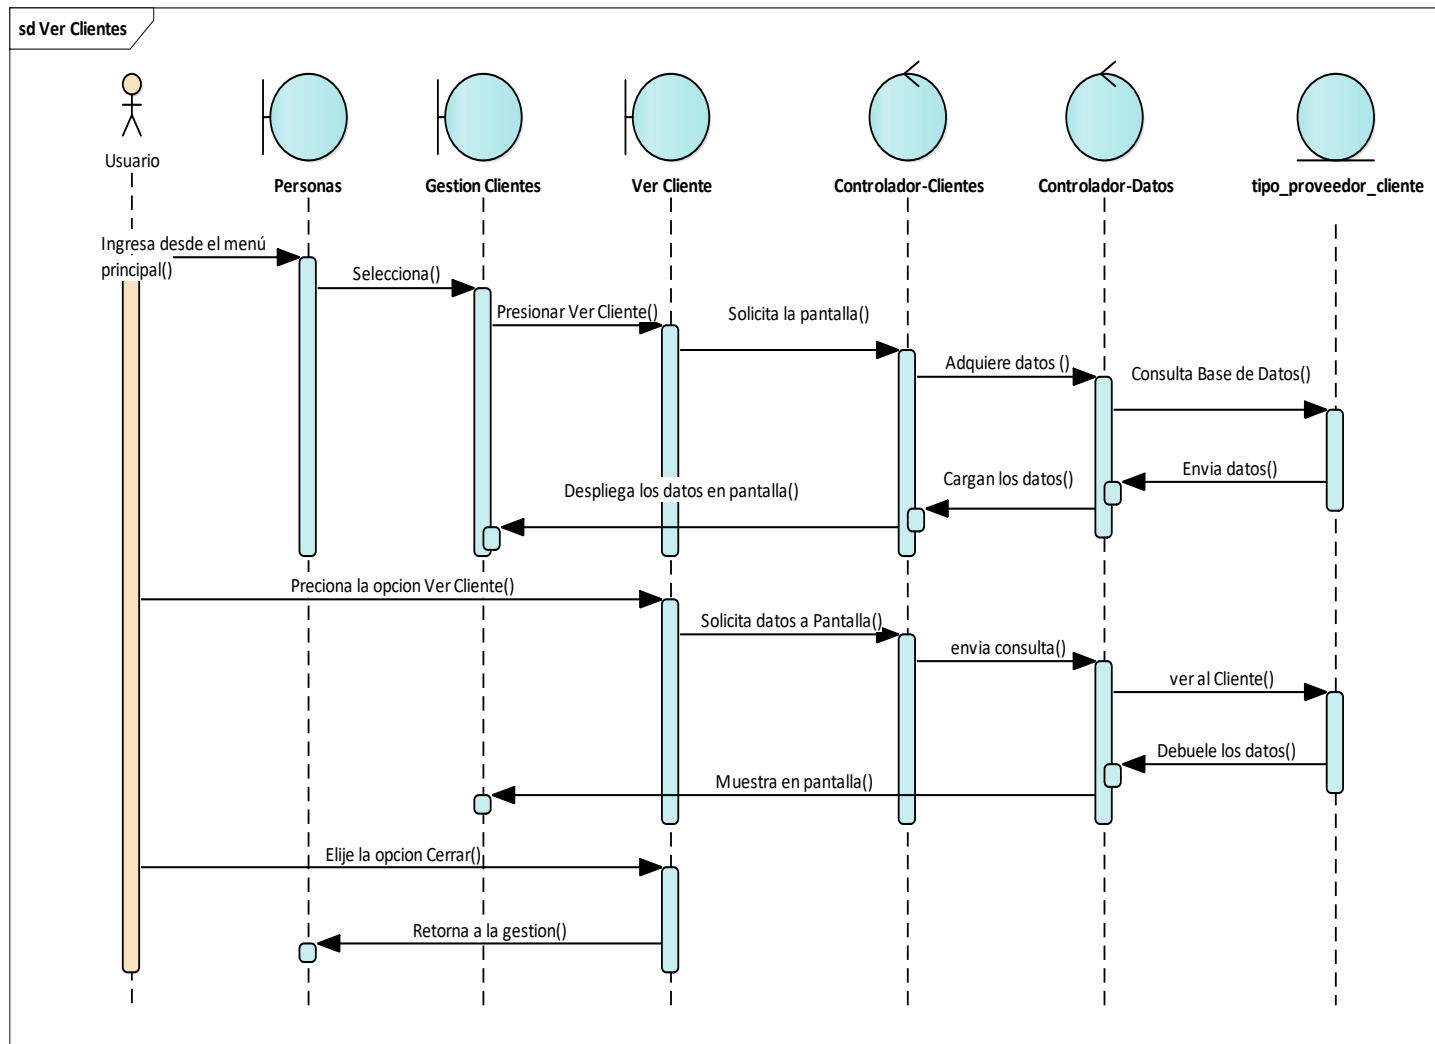 sd Ver Clientes
Usuario
Personas
Gestion Clientes
Ver Cliente
Controlador-Clientes
Controlador-Datos
tipo_proveedor_cliente
Ingresa desde el menú
principal()
Selecciona()
Presionar Ver Cliente()
Solicita la pantalla()
Adquiere datos ()
Consulta Base de Datos()
Envia datos()
Cargan los datos()
Despliega los datos en pantalla()
Preciona la opcion Ver Cliente()
Solicita datos a Pantalla()
envia consulta()
ver al Cliente()
Debuele los datos()
Muestra en pantalla()
Elije la opcion Cerrar()
Retorna a la gestion()